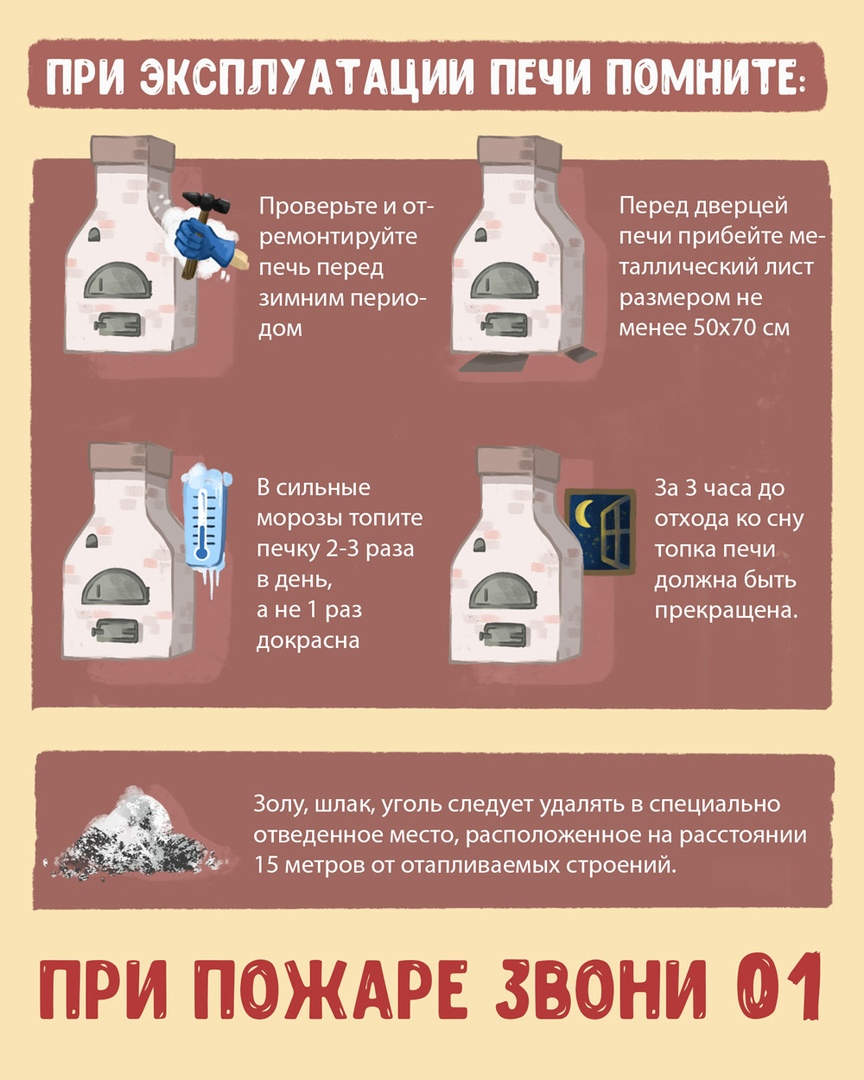 ПРИ ЭКСПЛУАТАЦИИ ПЕЧИ ПОМНИТЕ:
Проверьте и от-
ремонтируйте
печь перед
зимним перио-
дом
Перед дверцей
печи прибейте ме-
таллический лист
размером не
менее 50х70 см
В сильные
морозы топите
печку 2-3 раза
в день,
а не 1 раз
докрасна
За 3 часа до
отхода ко сну
топка печи
должна быть
прекращена.
Золу, шлак, уголь следует удалять в специально
отведенное место, расположенное на расстоянии
15 метров от отапливаемых строений.
ПРИ ПОЖАРЕ ЗВОНИ 01